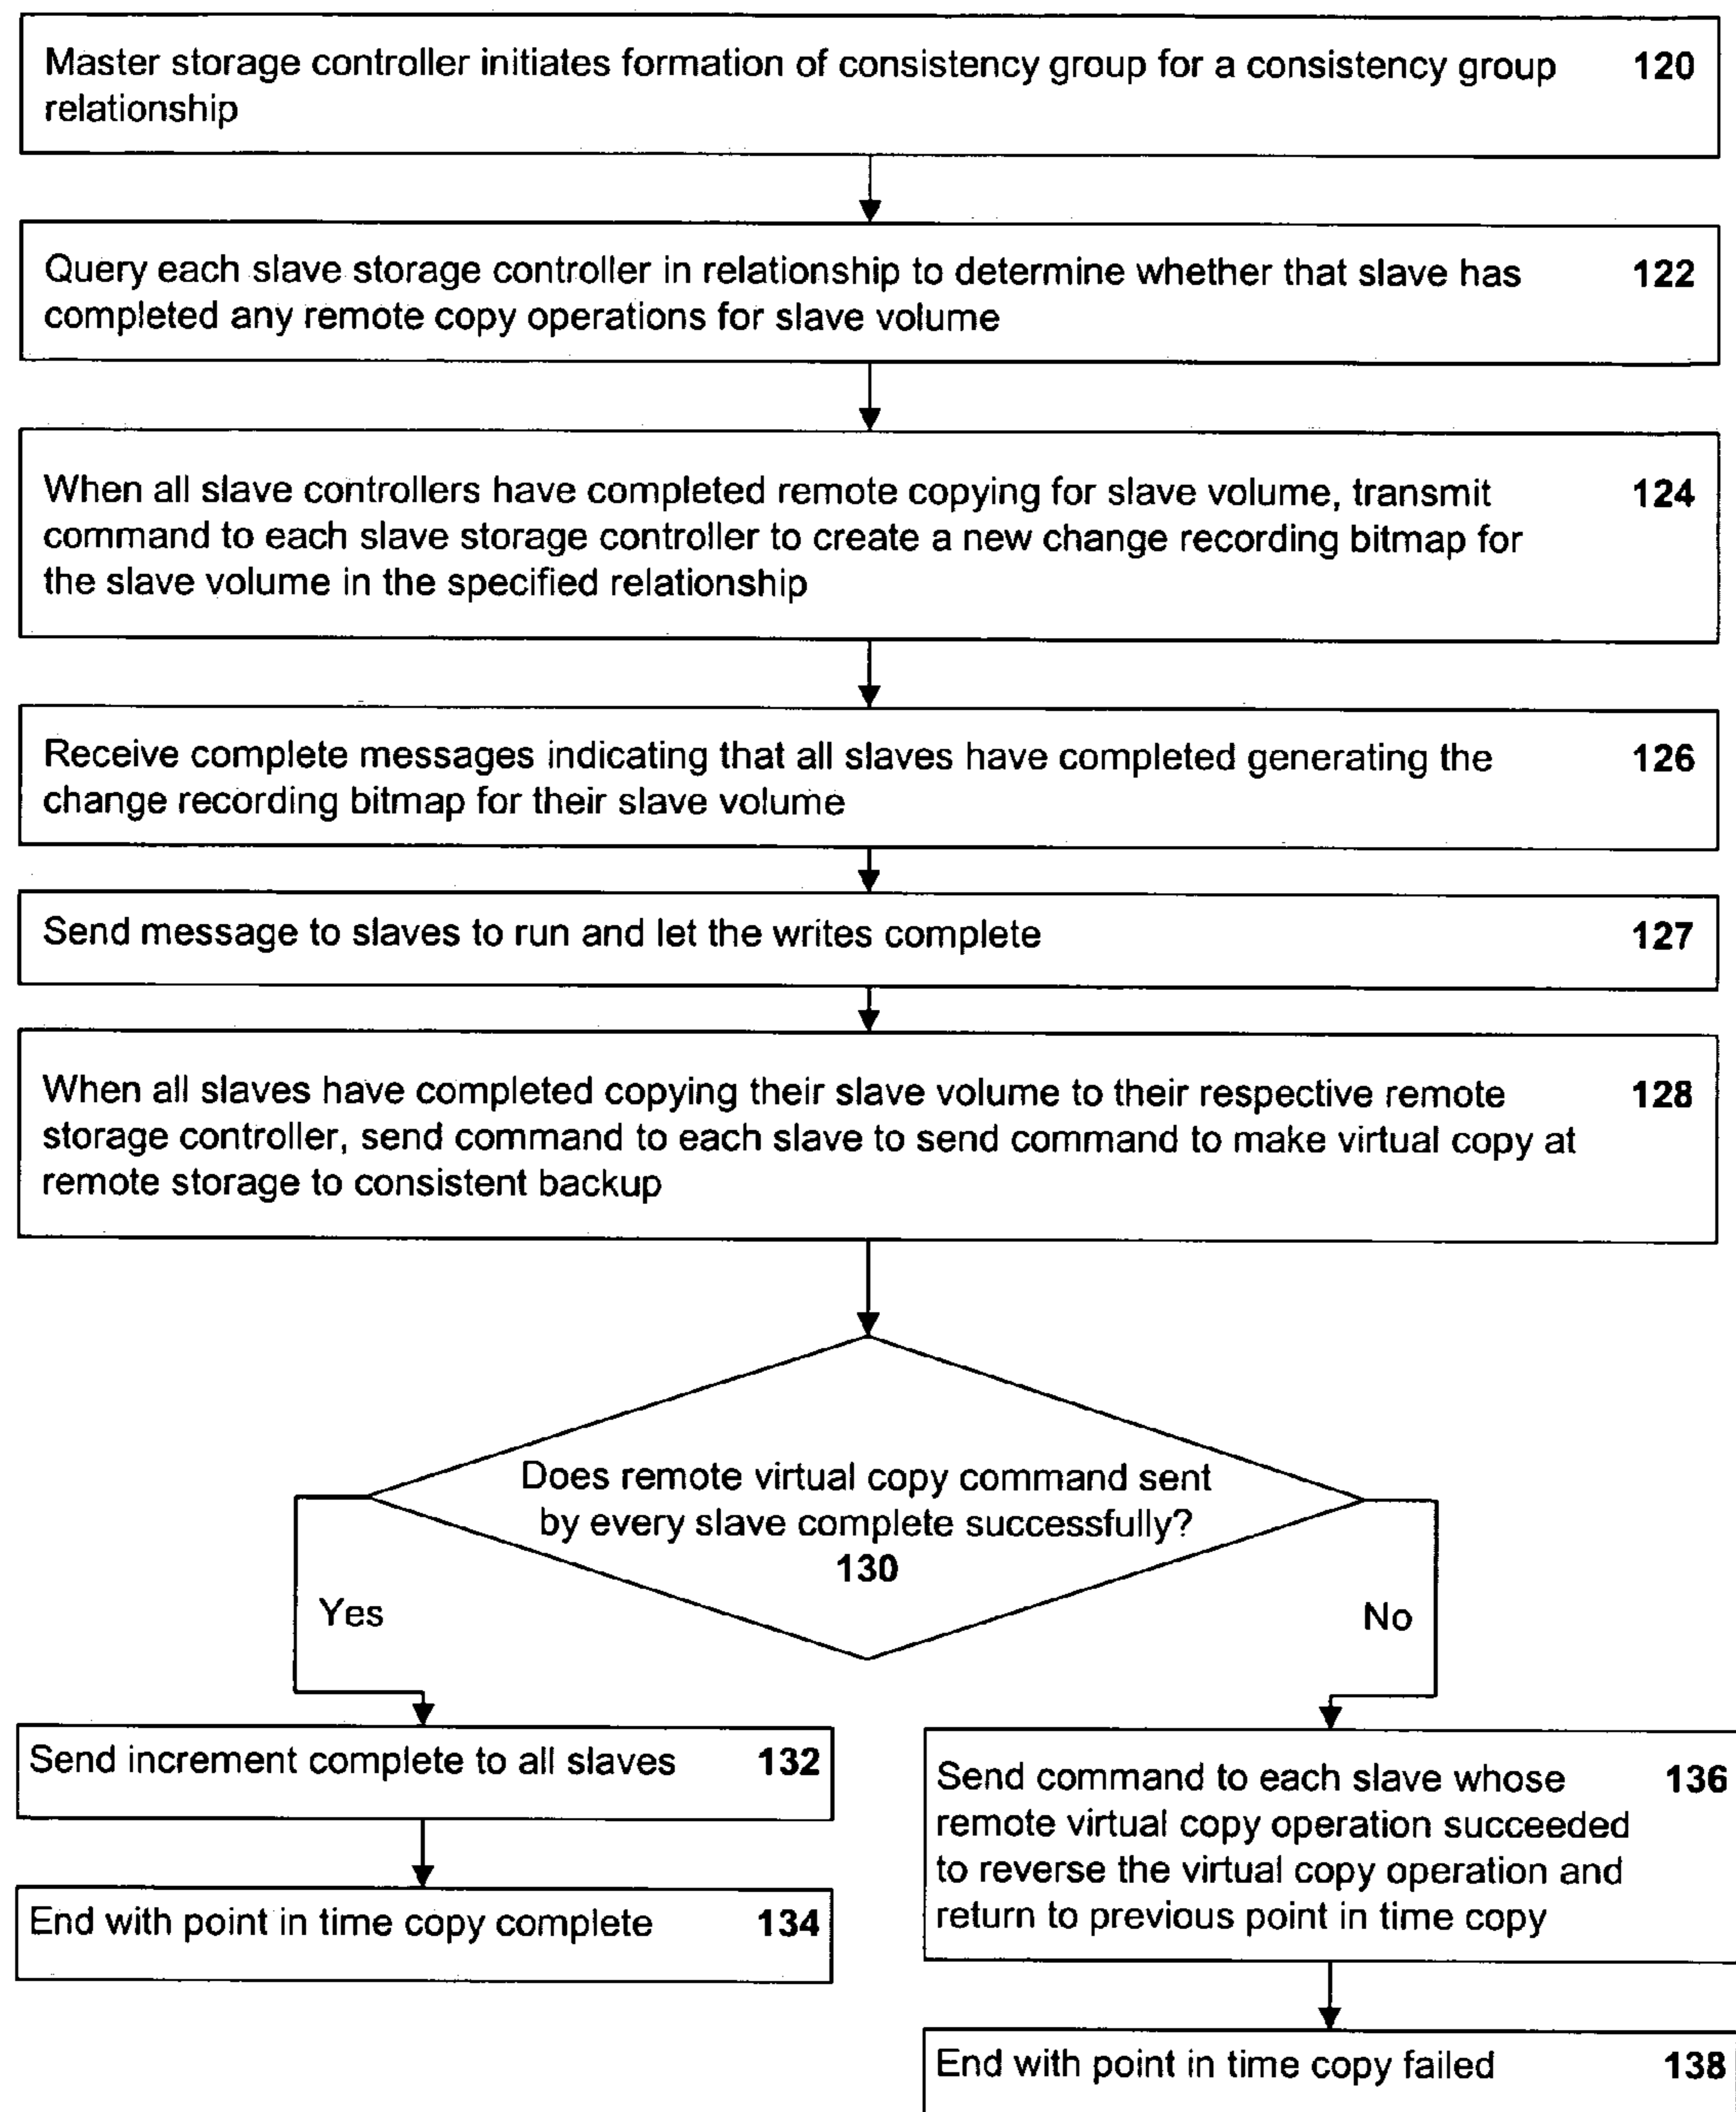 Master storage controller initiates formation of consistency group for a consistency group 120
relationship
Query each slave storage controller in relationship to determine whether that slave has 122
completed any remote copy operations for slave volume
When all slave controllers have completed remote copying for slave volume, transmit 124
command to each slave storage controller to create a new change recording bitmap for
the slave volume in the specified relationship
Receive complete messages indicating that all slaves have completed generating the 126
change recording bitmap for their slave volume
Send message to slaves to run and let the writes complete 127
When all slaves have completed copying their slave volume to their respective remote 128
storage controller, send command to each slave to send command to make virtual copy at
remote storage to consistent backup
Does remote virtual copy command sent
by every slave complete successfully?
130
Yes
No
Send increment complete to all slaves 132
End with point in time copy complete 134
Send command to each slave whose 136
remote virtual copy operation succeeded
to reverse the virtual copy operation and
return to previous point in time copy
End with point in time copy failed 138